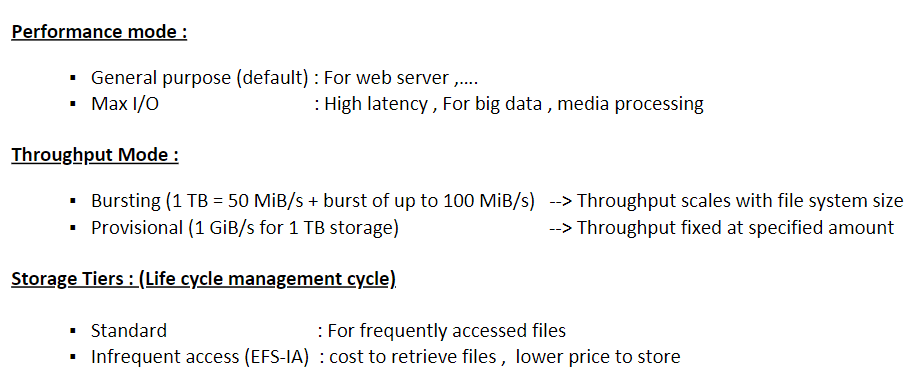 Performance mode :
▪ General purpose (default) : For web server ,....
▪ Max I/O : High latency , For big data , media processing
Throughput Mode :
▪ Bursting (1 TB = 50 MiB/s + burst of up to 100 MiB/s) --> Throughput scales with file system size
▪ Provisional (1 GiB/s for 1 TB storage) --> Throughput fixed at specified amount
Storage Tiers : (Life cycle management cycle)
▪ Standard : For frequently accessed files
▪ Infrequent access (EFS-IA) : cost to retrieve files , lower price to store